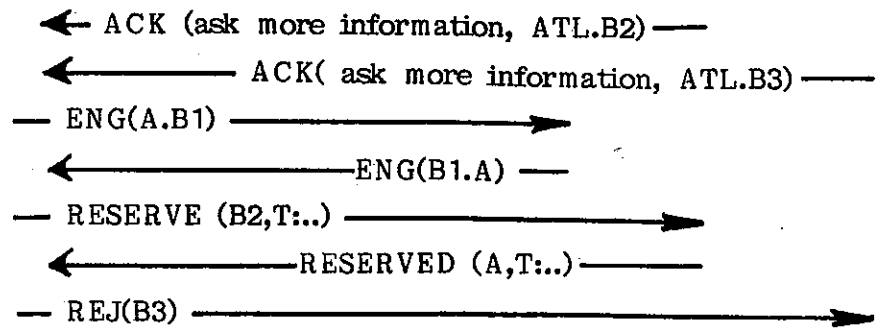 ACK (ask more information, ATL.B2)
ACK( ask more information, ATL.B3)
ENG(A.B1)
ENG(B1.A)
RESERVE (B2,T:..)
RESERVED (A,T:..)
REJ(B3)